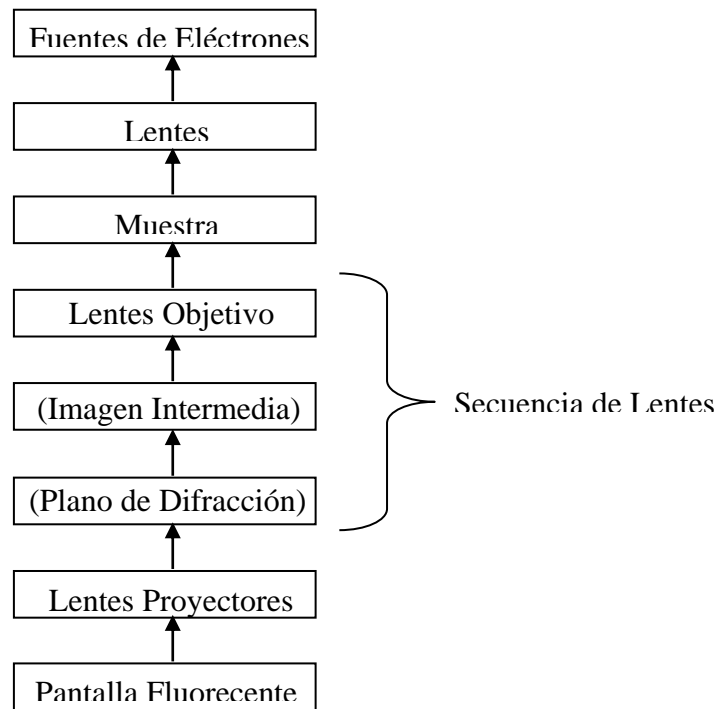 Fuentes de Eléctrones
Lentes
Muestra
Lentes Objetivo
(Imagen Intermedia)
Secuencia de Lentes
(Plano de Difracción)
Lentes Proyectores
Pantalla Fluorecente